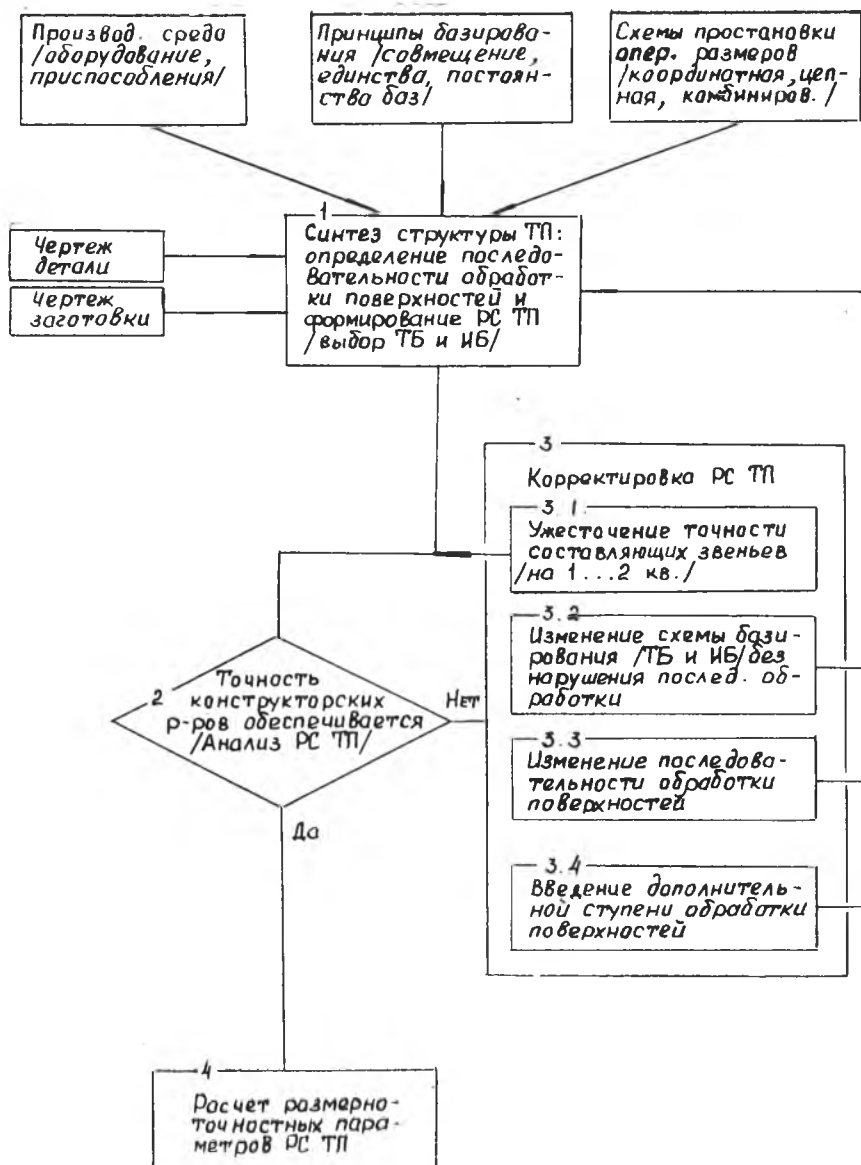 Производ. среда
/оборудование,
приспособления/
Принципы базирова-
ния /совмещение,
единства, постоян-
ства баз/
Схемы простановки
опер. размеров
/координатная, цеп-
ная, комбиниров./
Чертеж
детали
Чертеж
заготовки
1
Синтез структуры ТП:
определение последо-
вательности обработ-
ки поверхностей и
формирование РС ТП
/выбор ТБ и ИБ/
3
Корректировка РС ТП
3.1
Ужесточение точности
составляющих звеньев
/на 1...2 кв./
3.2
Изменение схемы бази-
рования /ТБ и ИБ/ без
нарушения послед. об-
работки
3.3
Изменение последова-
тельности обработки
поверхностей
3.4
Введение дополнитель-
ной ступени обработки
поверхностей
2
Точность
конструкторских
р-ров обеспечивается
/Анализ РС ТП/
Нет
Да
4
Расчет размерно-
точностных пара-
метров РС ТП